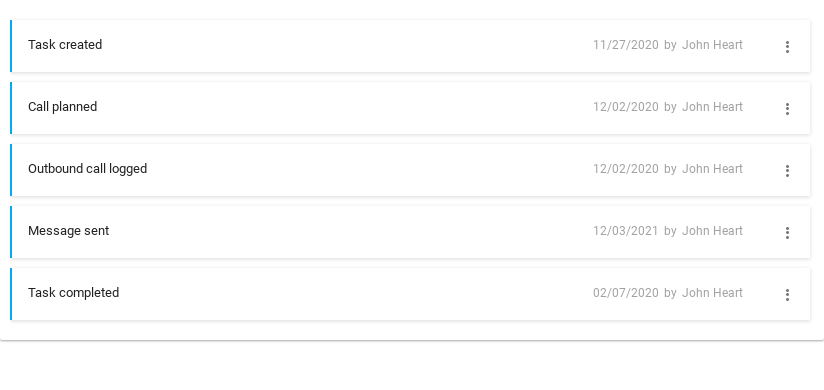 Task created 11/27/2020 by John Heart
Call planned 12/02/2020 by John Heart
Outbound call logged 12/02/2020 by John Heart
Message sent 12/03/2021 by John Heart
Task completed 02/07/2020 by John Heart